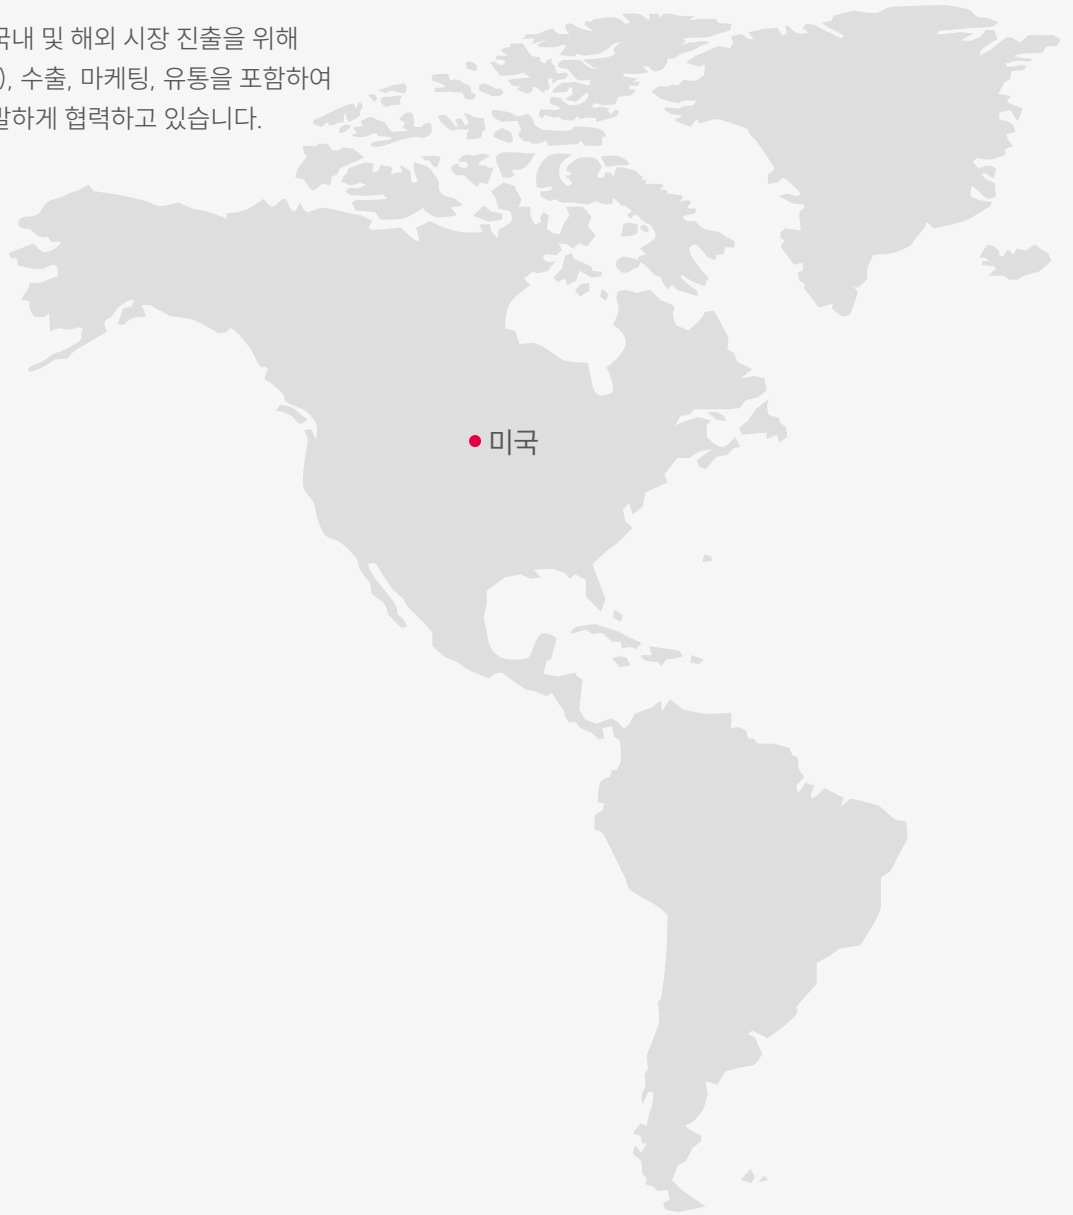 국내 및 해외 시장 진출을 위해
), 수출, 마케팅, 유통을 포함하여
발하게 협력하고 있습니다.
미국